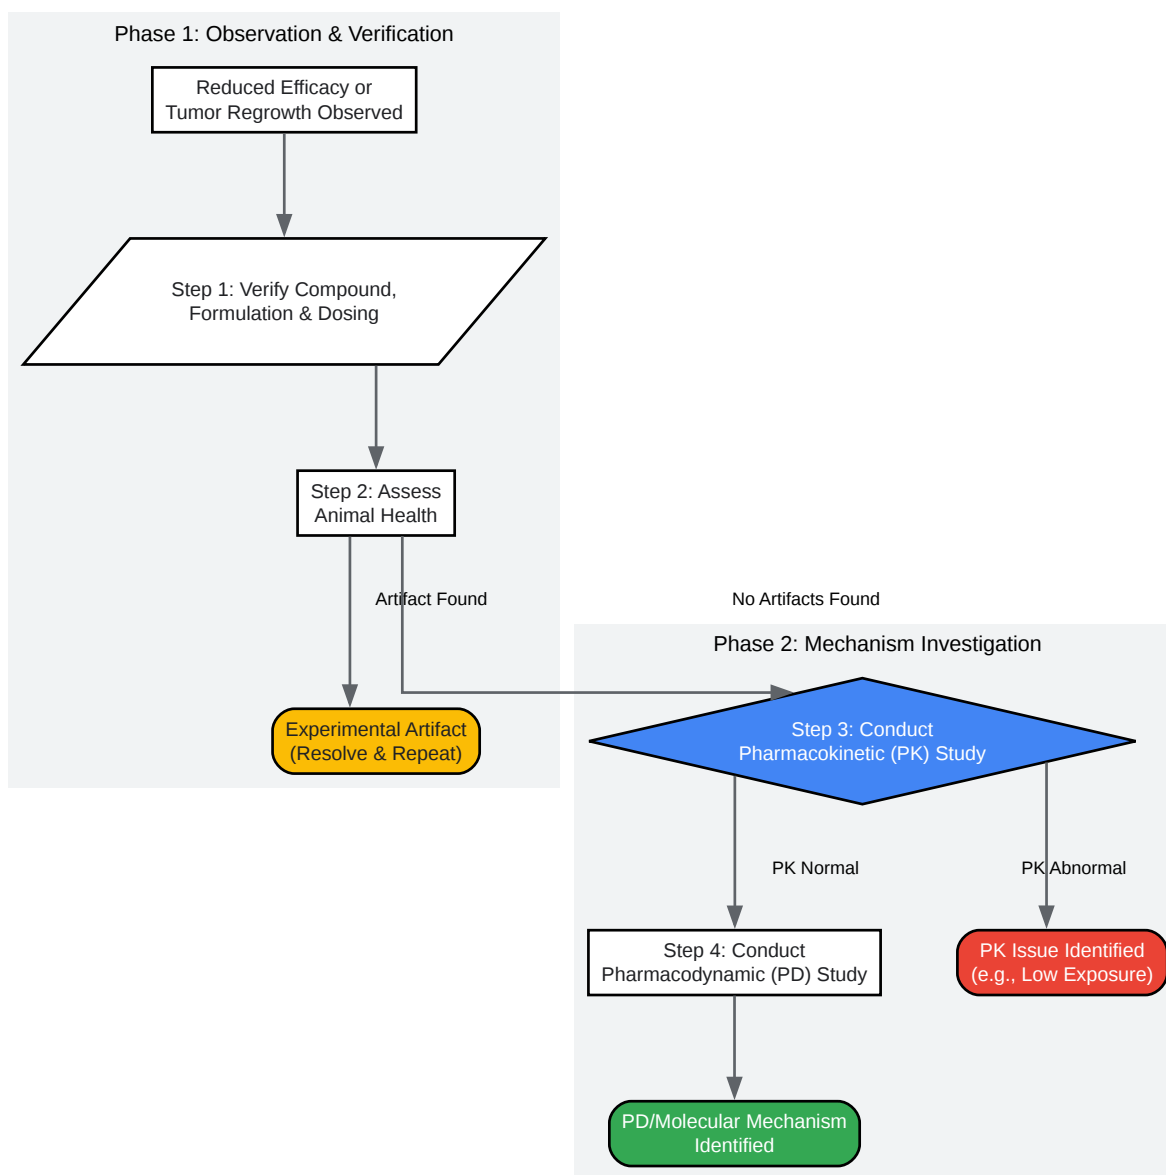 Phase 1: Observation & Verification
Reduced Efficacy or
Tumor Regrowth Observed
Step 1: Verify Compound,
Formulation & Dosing
Step 2: Assess
Animal Health
Artifact Found
No Artifacts Found
Experimental Artifact
(Resolve & Repeat)
Phase 2: Mechanism Investigation
Step 3: Conduct
Pharmacokinetic (PK) Study
PK Normal
PK Abnormal
Step 4: Conduct
Pharmacodynamic (PD) Study
PK Issue Identified
(e.g., Low Exposure)
PD/Molecular Mechanism
Identified